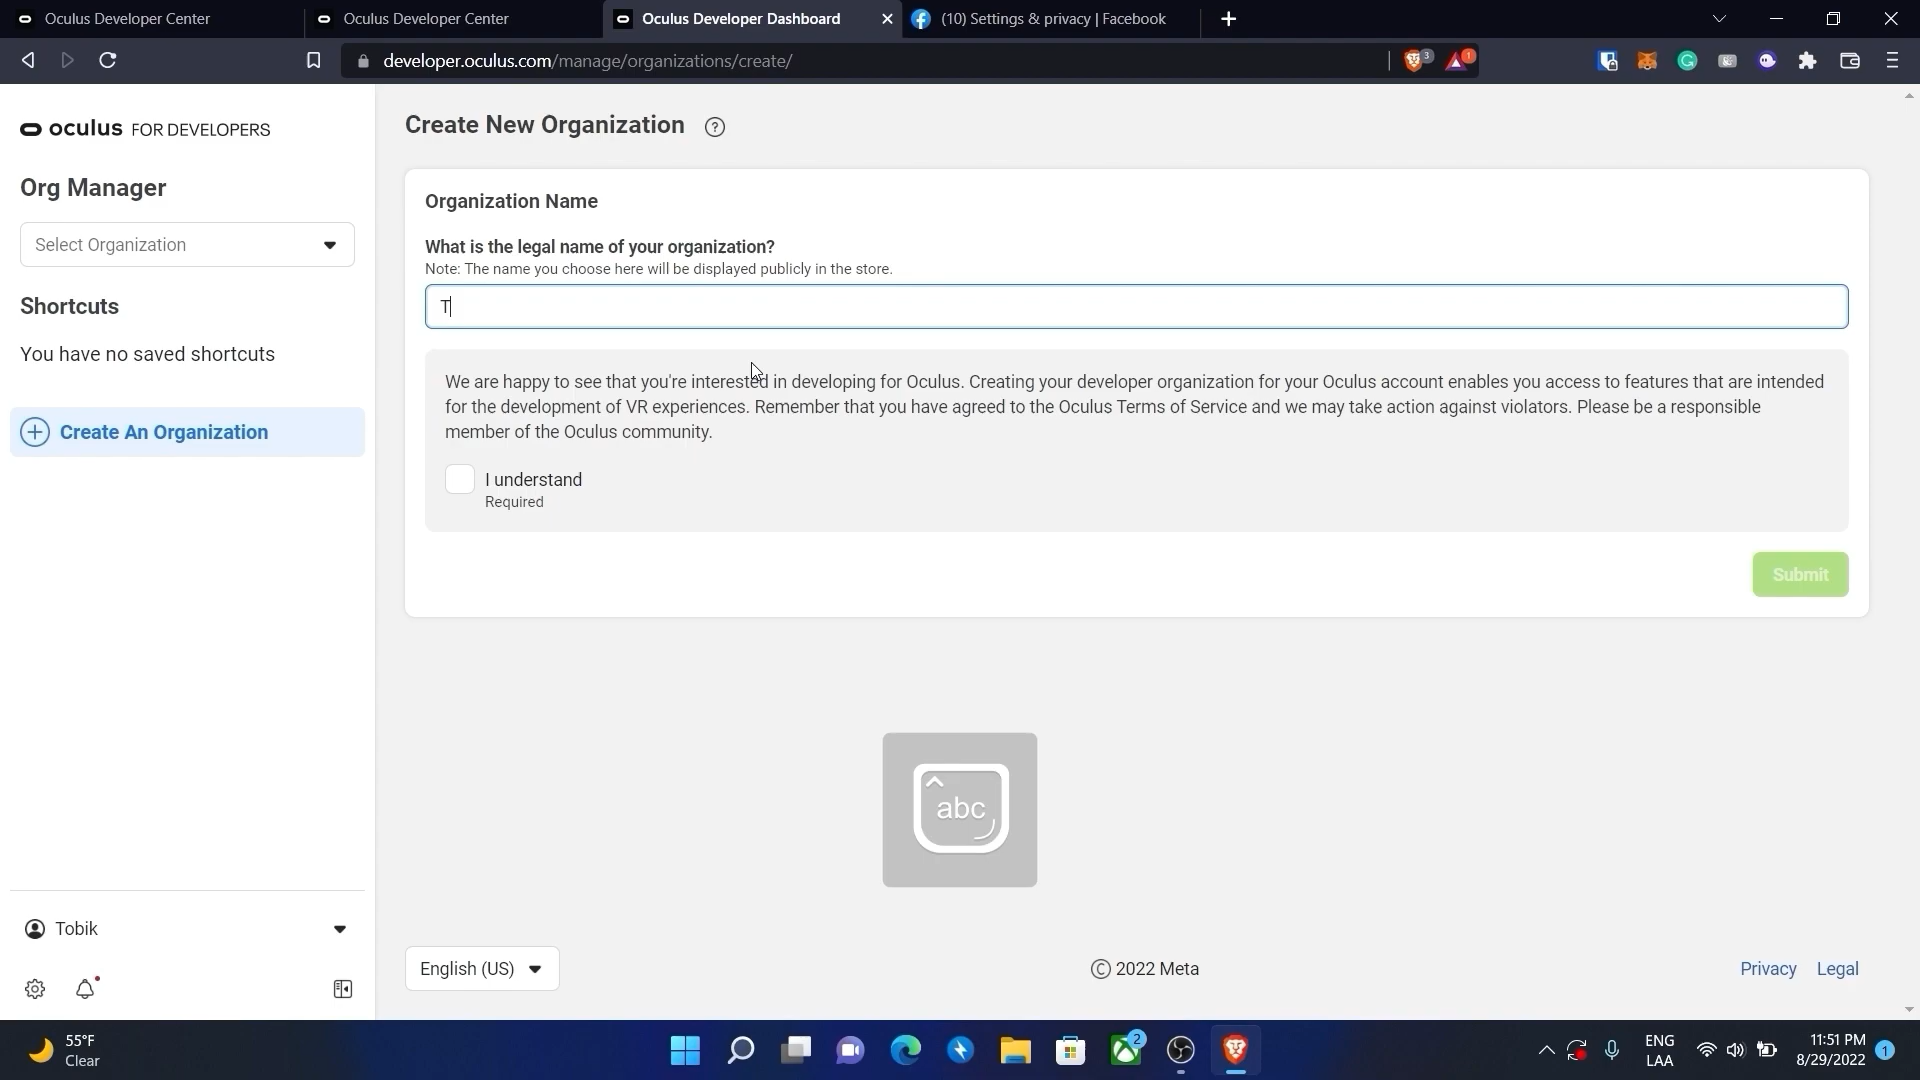 Oculus Developer Center
Oculus Developer Center
Oculus Developer Dashboard
(10) Settings & privacy | Facebook
developer.oculus.com/manage/organizations/create/
3
1
oculus FOR DEVELOPERS
Org Manager
Select Organization
Shortcuts
You have no saved shortcuts
Create An Organization
Tobik
Create New Organization
Organization Name
What is the legal name of your organization?
Note: The name you choose here will be displayed publicly in the store.
T
We are happy to see that you're interested in developing for Oculus. Creating your developer organization for your Oculus account enables you access to features that are intended
for the development of VR experiences. Remember that you have agreed to the Oculus Terms of Service and we may take action against violators. Please be a responsible
member of the Oculus community.
I understand
Required
Submit
abc
English (US)
© 2022 Meta
Privacy
Legal
55°F
Clear
2
ENG
LAA
11:51 PM
8/29/2022
1